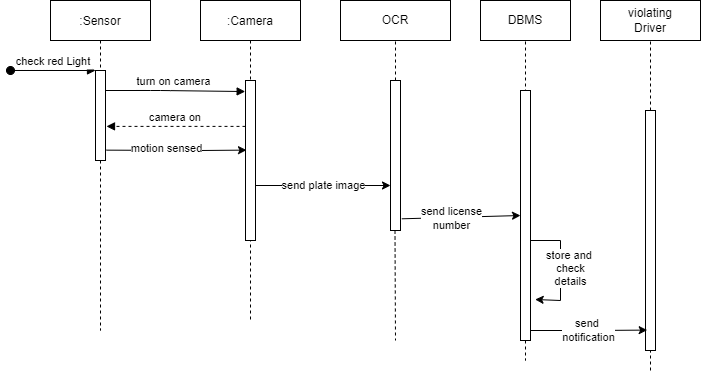 :Sensor
:Camera
OCR
DBMS
violating
Driver
check red Light
turn on camera
camera on
motion sensed
send plate image
send license
number
store and
check
details
send
notification